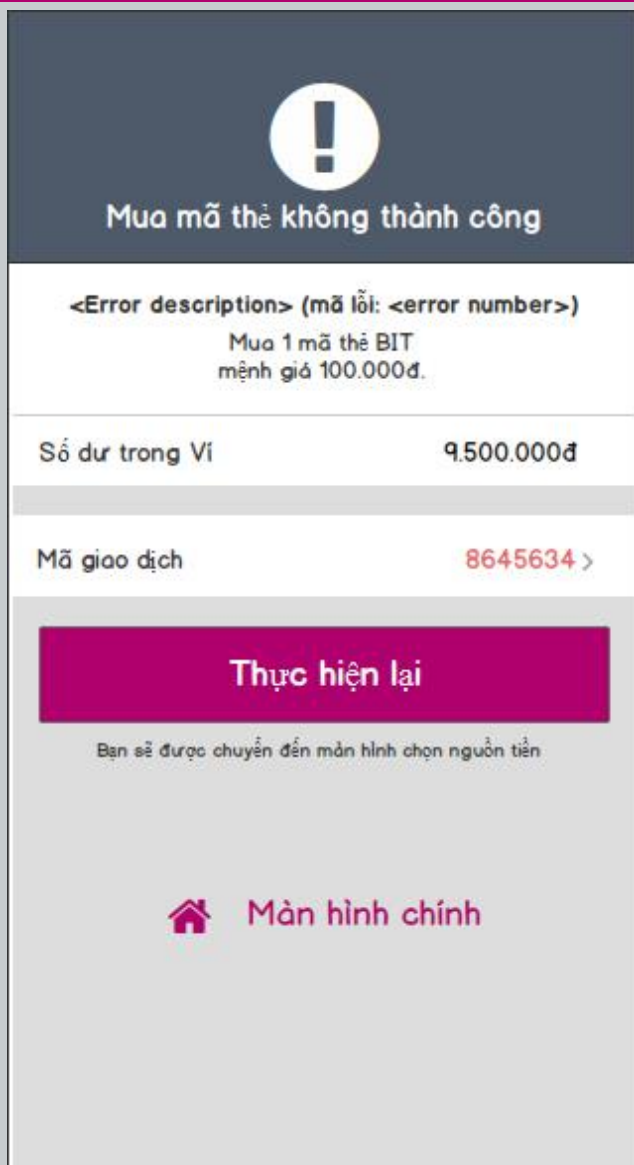 Mua mã thẻ không thành công
<Error description> (mã lỗi: <error number>)
Mua 1 mã thẻ BIT
mệnh giá 100.000đ.
Số dư trong Ví 9.500.000đ
Mã giao dịch 8645634 >
Thực hiện lại
Bạn sẽ được chuyển đến màn hình chọn nguồn tiền
Màn hình chính